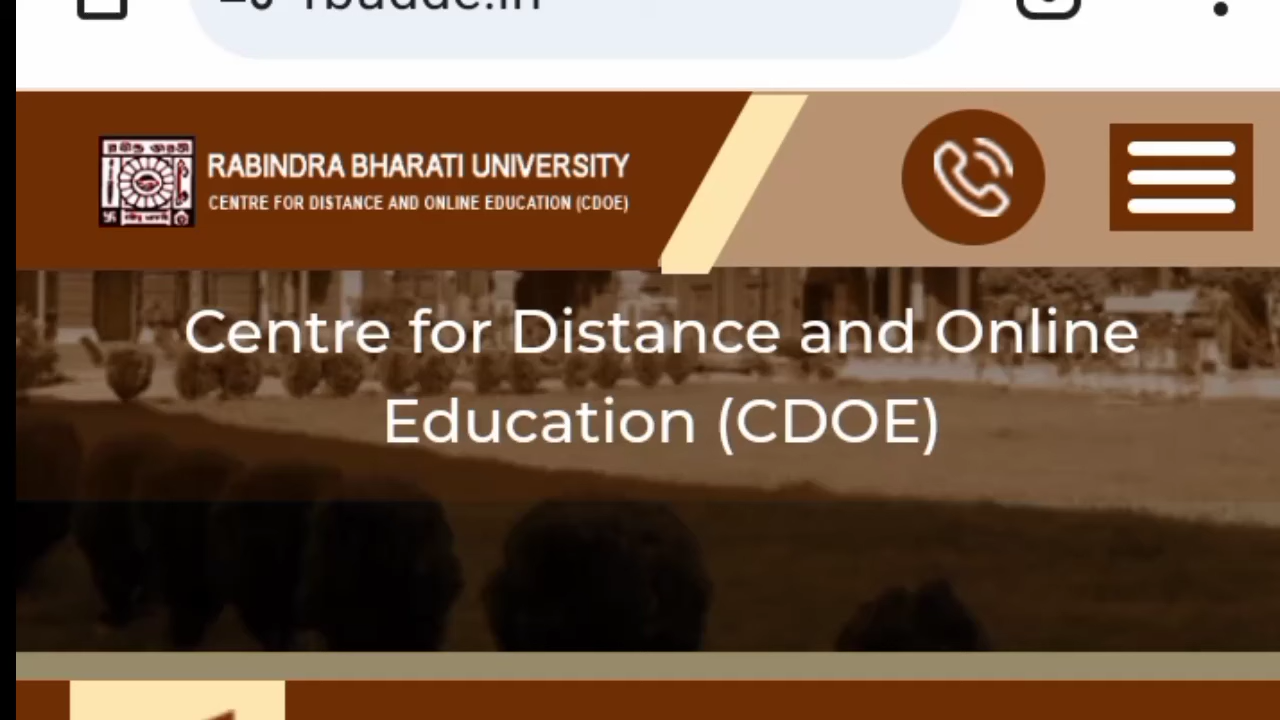 RABINDRA BHARATI UNIVERSITY
CENTRE FOR DISTANCE AND ONLINE EDUCATION (CDOE)
Centre for Distance and Online
Education (CDOE)